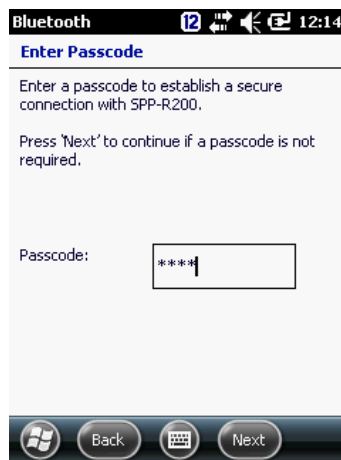 Bluetooth 12 12:14
Enter Passcode
Enter a passcode to establish a secure
connection with SPP-R200.
Press 'Next' to continue if a passcode is not
required.
Passcode: ****
Back Next